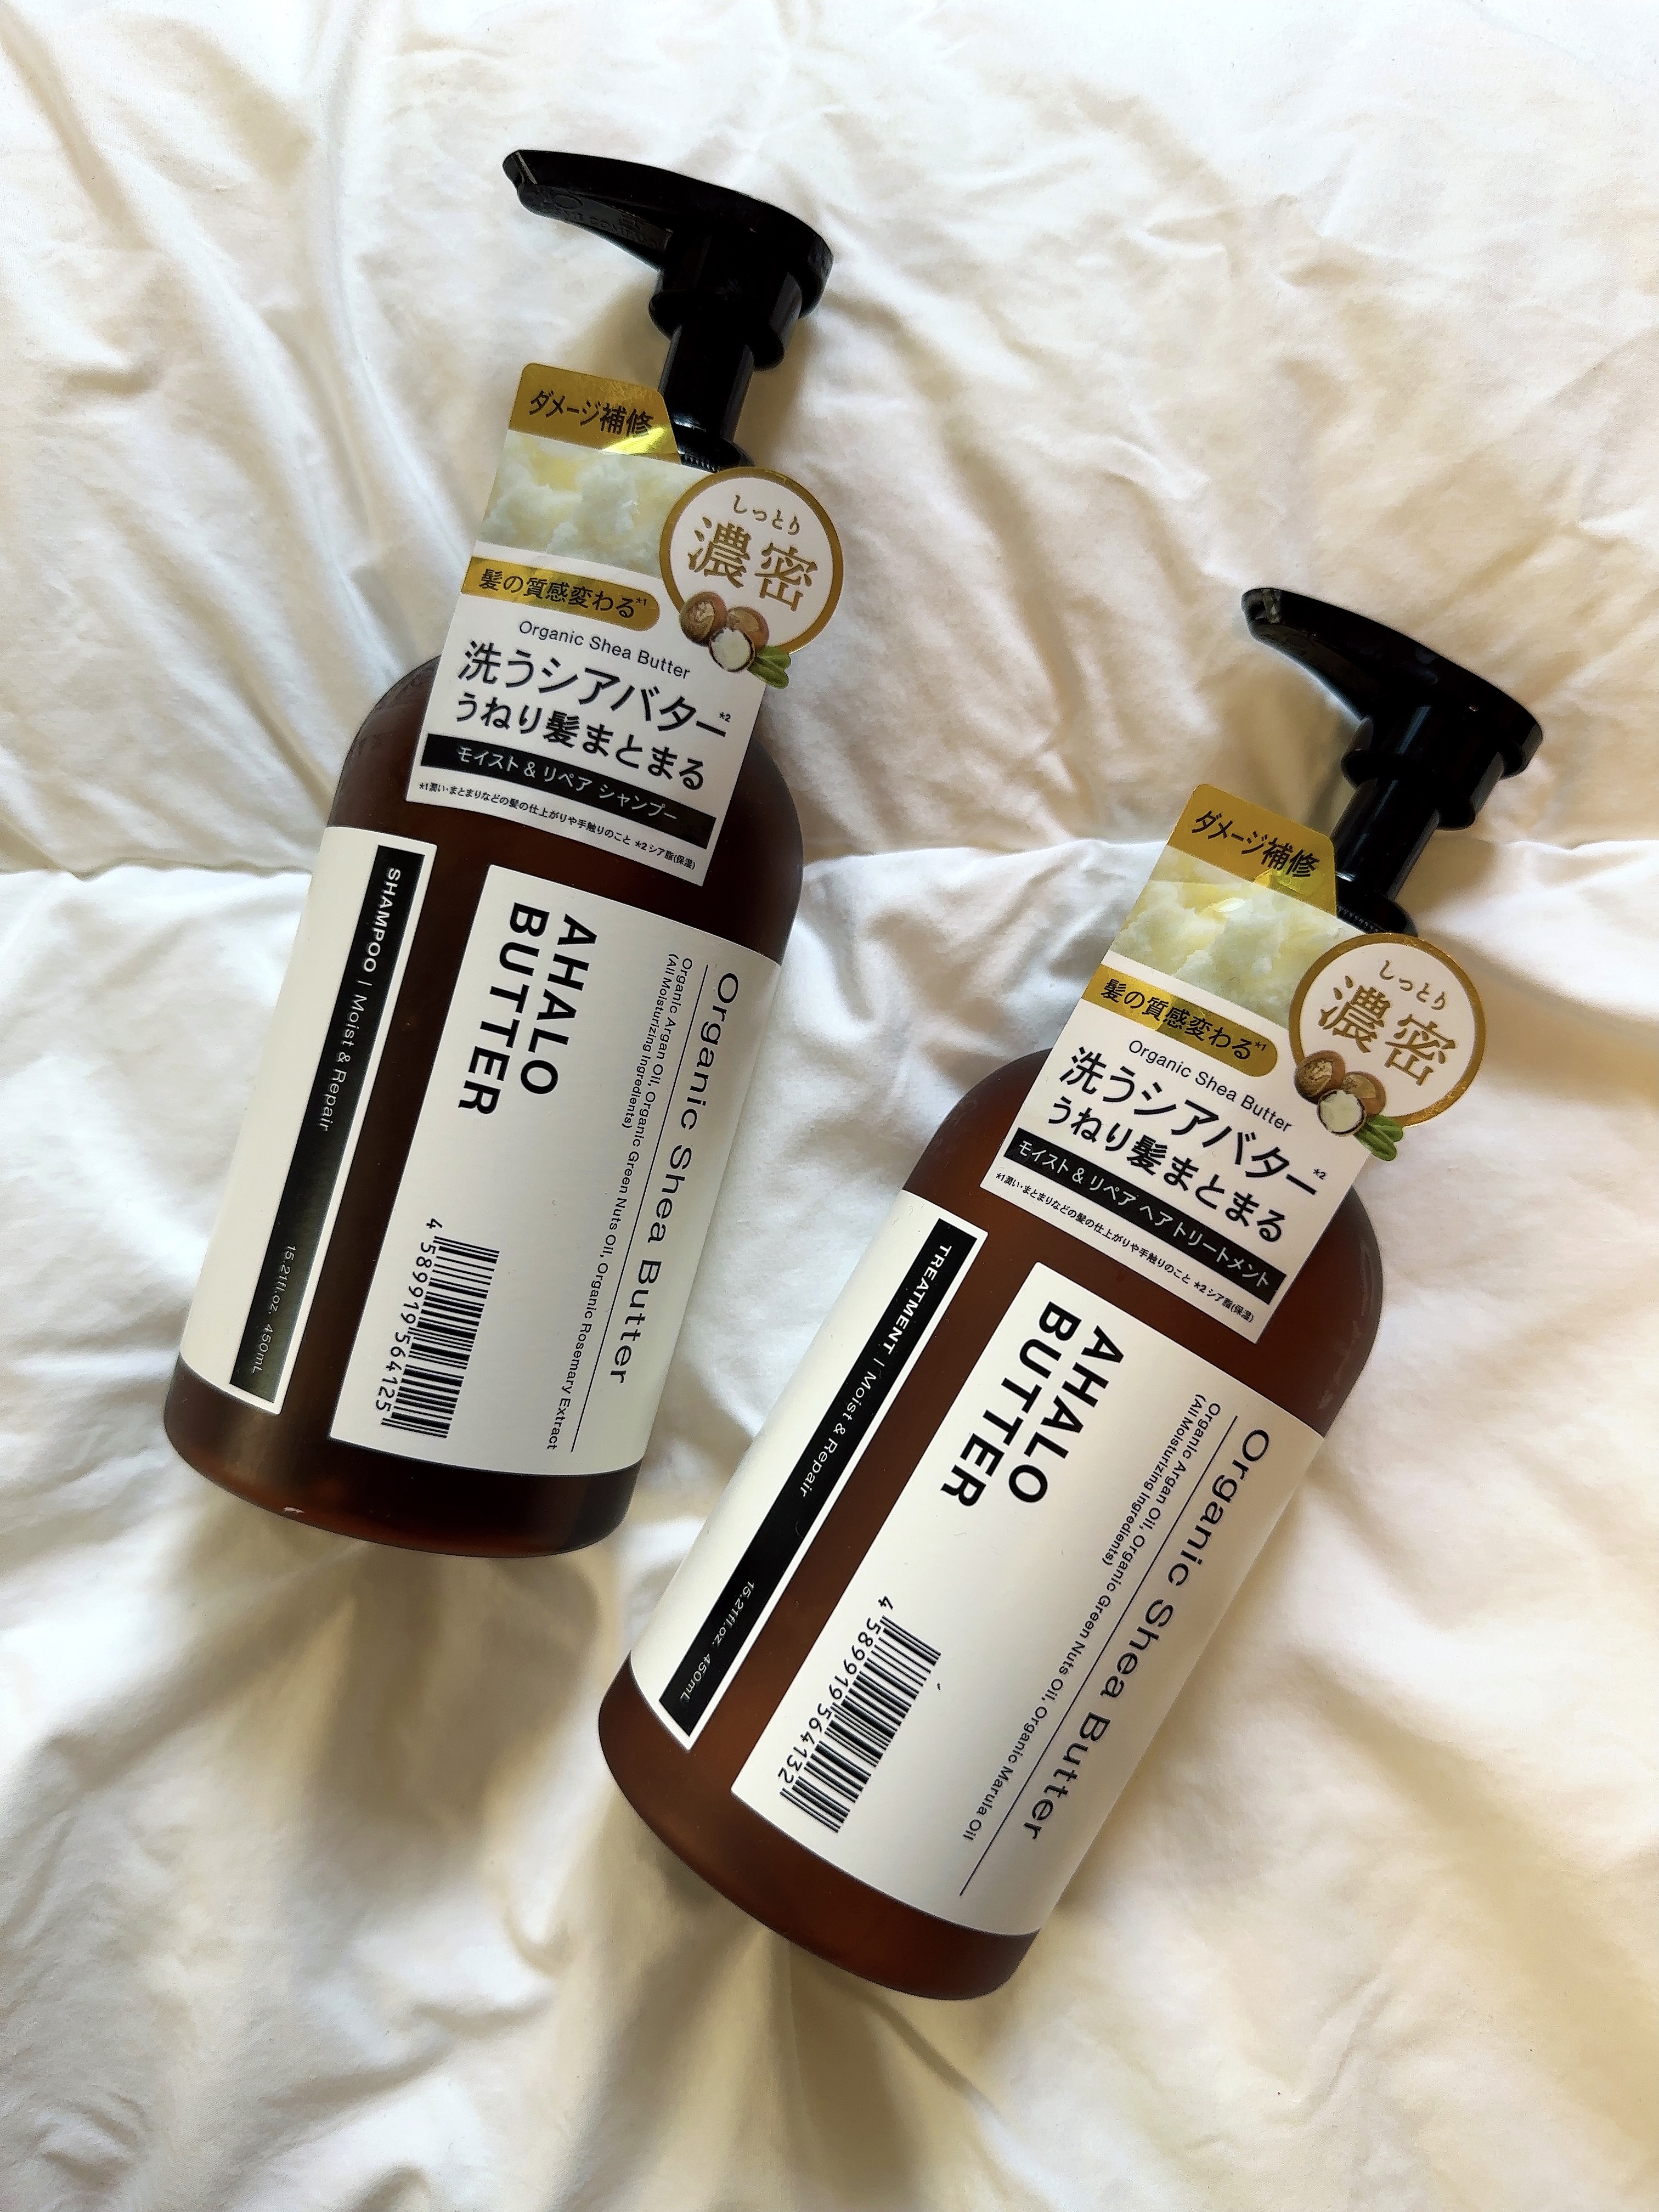 ダメージ補修
しっとり
濃密
髪の質感変わる*1
Organic Shea Butter
洗うシアバター*2
うねり髪まとまる
モイスト & リペア シャンプー
*1潤い・まとまりなどの髪の仕上がりや手触りのこと *2 シア脂(保湿)
Organic Shea Butter
Organic Argan Oil, Organic Green Nuts Oil, Organic Rosemary Extract
(All Moisturizing Ingredients)
AHALO
BUTTER
4 589919 564125
SHAMPOO | Moist & Repair 15.21fl.oz. 450mL
ダメージ補修
しっとり
濃密
髪の質感変わる*1
Organic Shea Butter
洗うシアバター*2
うねり髪まとまる
モイスト & リペア ヘアトリートメント
*1潤い・まとまりなどの髪の仕上がりや手触りのこと *2 シア脂(保湿)
Organic Shea Butter
Organic Argan Oil, Organic Green Nuts Oil, Organic Marula Oil
(All Moisturizing Ingredients)
AHALO
BUTTER
4 589919 564132
TREATMENT | Moist & Repair 15.21fl.oz. 450mL